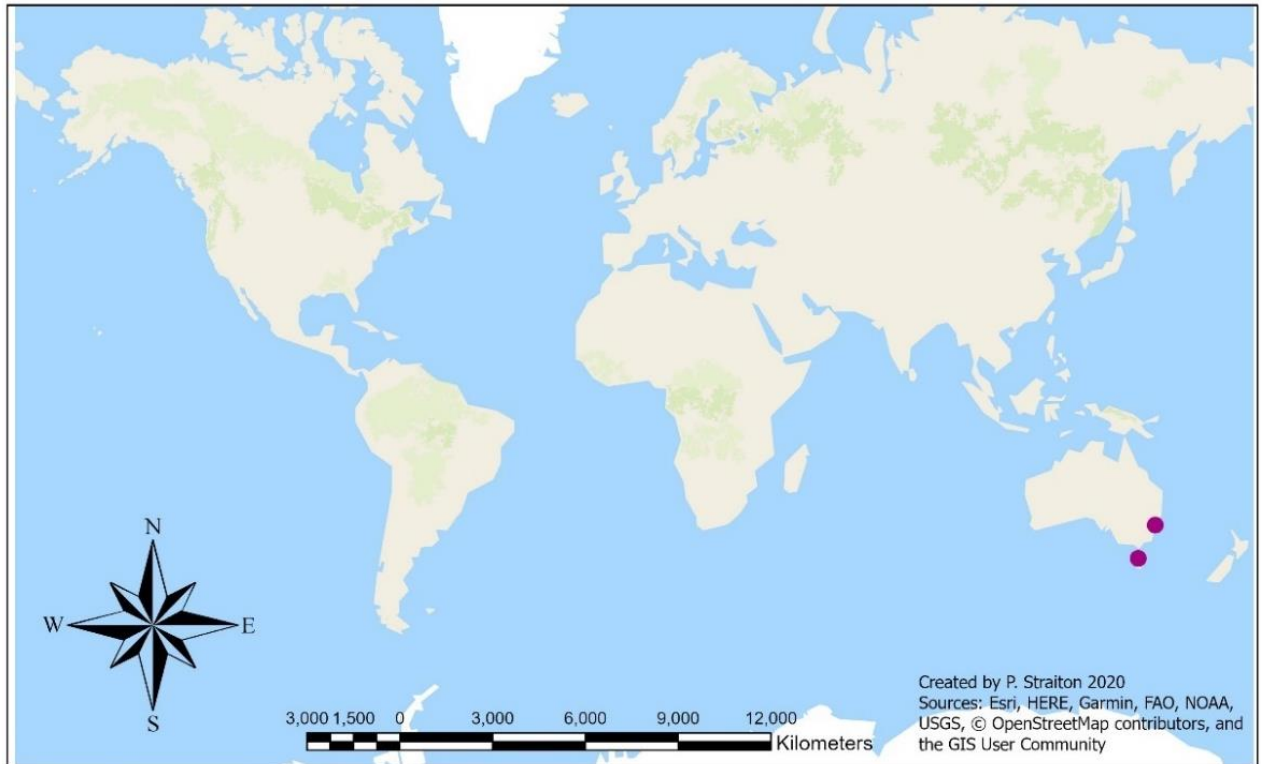 N
W E
S
3,000 1,500 0 3,000 6,000 9,000 12,000
Kilometers
Created by P. Straiton 2020
Sources: Esri, HERE, Garmin, FAO, NOAA,
USGS, © OpenStreetMap contributors, and
the GIS User Community